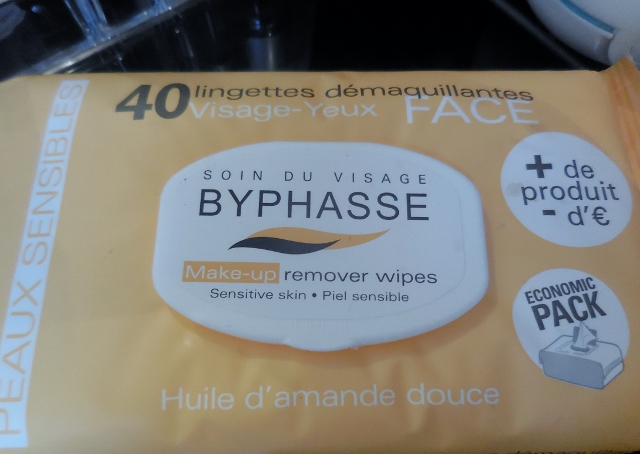 PEAUX SENSIBLES
40 lingettes démaquillantes
Visage-Yeux FACE
SOIN DU VISAGE
BYPHASSE
Make-up remover wipes
Sensitive skin • Piel sensible
+ de
produit
- d'€
ECONOMIC
PACK
Huile d'amande douce